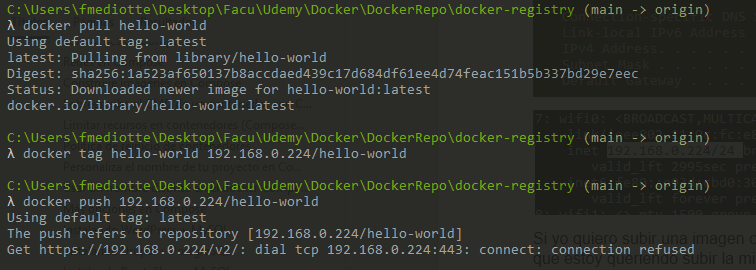 C:\Users\fmediotte\Desktop\Facu\Udemy\Docker\DockerRepo\docker-registry (main -> origin)
λ docker pull hello-world
Using default tag: latest
latest: Pulling from library/hello-world
Digest: sha256:1a523af650137b8accdaed439c17d684df61ee4d74feac151b5b337bd29e7eec
Status: Downloaded newer image for hello-world:latest
docker.io/library/hello-world:latest
C:\Users\fmediotte\Desktop\Facu\Udemy\Docker\DockerRepo\docker-registry (main -> origin)
λ docker tag hello-world 192.168.0.224/hello-world
C:\Users\fmediotte\Desktop\Facu\Udemy\Docker\DockerRepo\docker-registry (main -> origin)
λ docker push 192.168.0.224/hello-world
Using default tag: latest
The push refers to repository [192.168.0.224/hello-world]
Get https://192.168.0.224/v2/: dial tcp 192.168.0.224:443: connect: connection refused